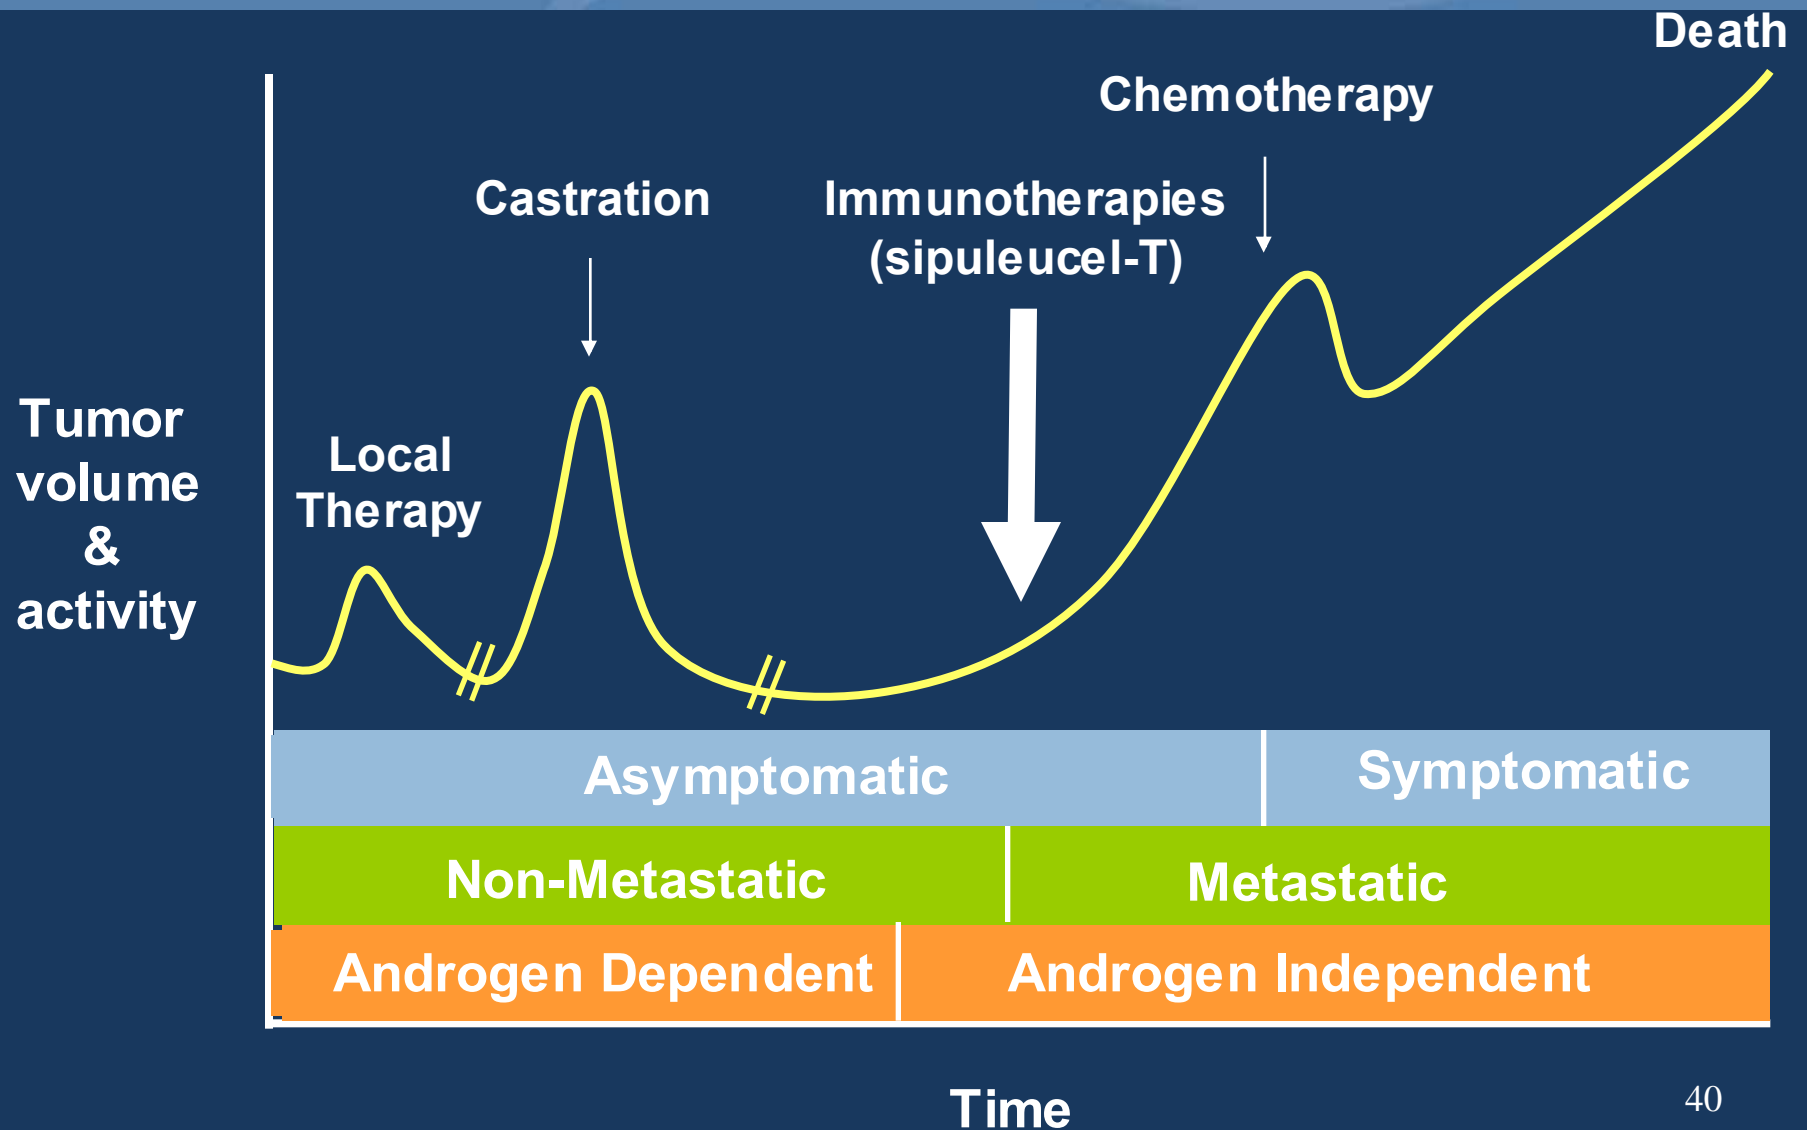 Death
Chemotherapy
Castration
Immunotherapies
(sipuleucel-T)
Local
Therapy
Tumor
volume
&
activity
Asymptomatic
Symptomatic
Non-Metastatic
Metastatic
Androgen Dependent
Androgen Independent
Time
40